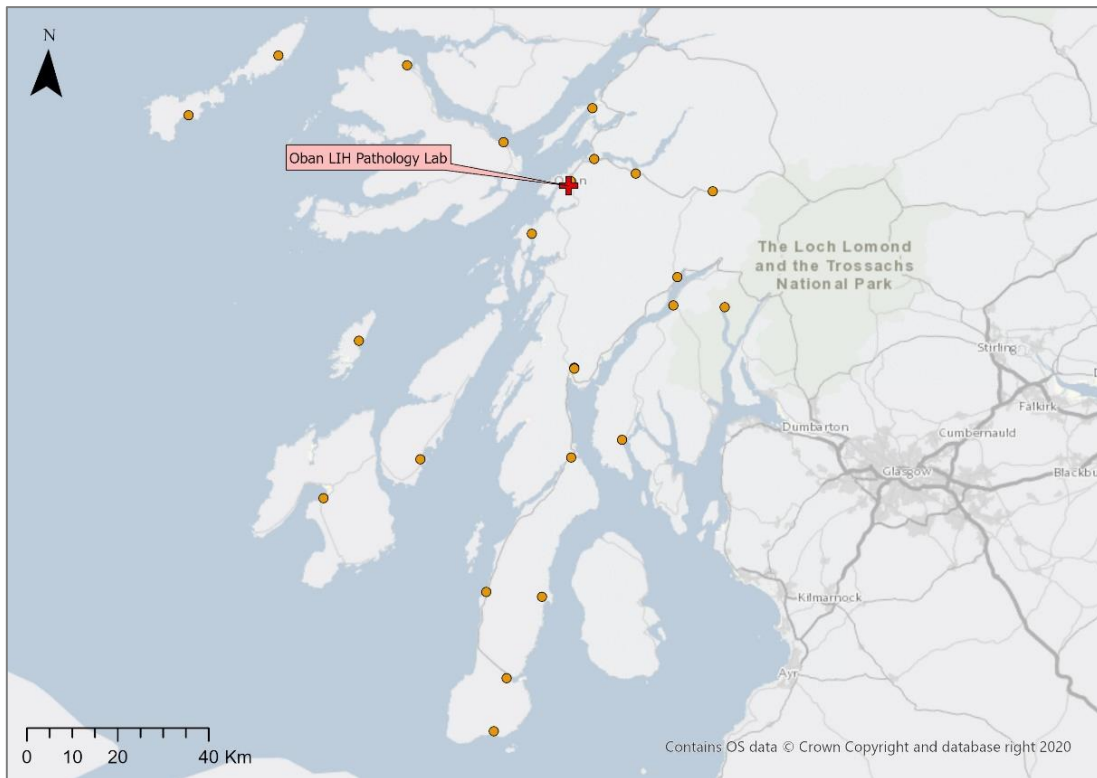 N
Oban LIH Pathology Lab
The Loch Lomond
and the Trossachs
National Park
Stirling
Falkirk
Dumbarton
Cumbernauld
Glasgow
Kilmarnock
Ayr
0 10 20 40 Km
Contains OS data © Crown Copyright and database right 2020